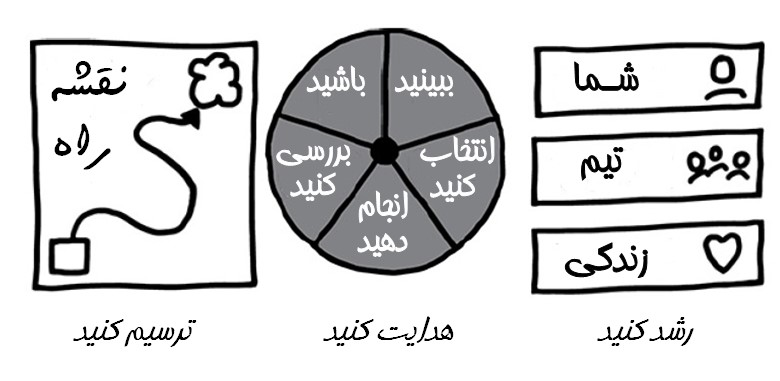 نقشه
راه
ترسیم کنید
ببینید
انتخاب
کنید
انجام
دهید
بررسی
کنید
باشید
هدایت کنید
شما
تیم
زندگی
رشد کنید